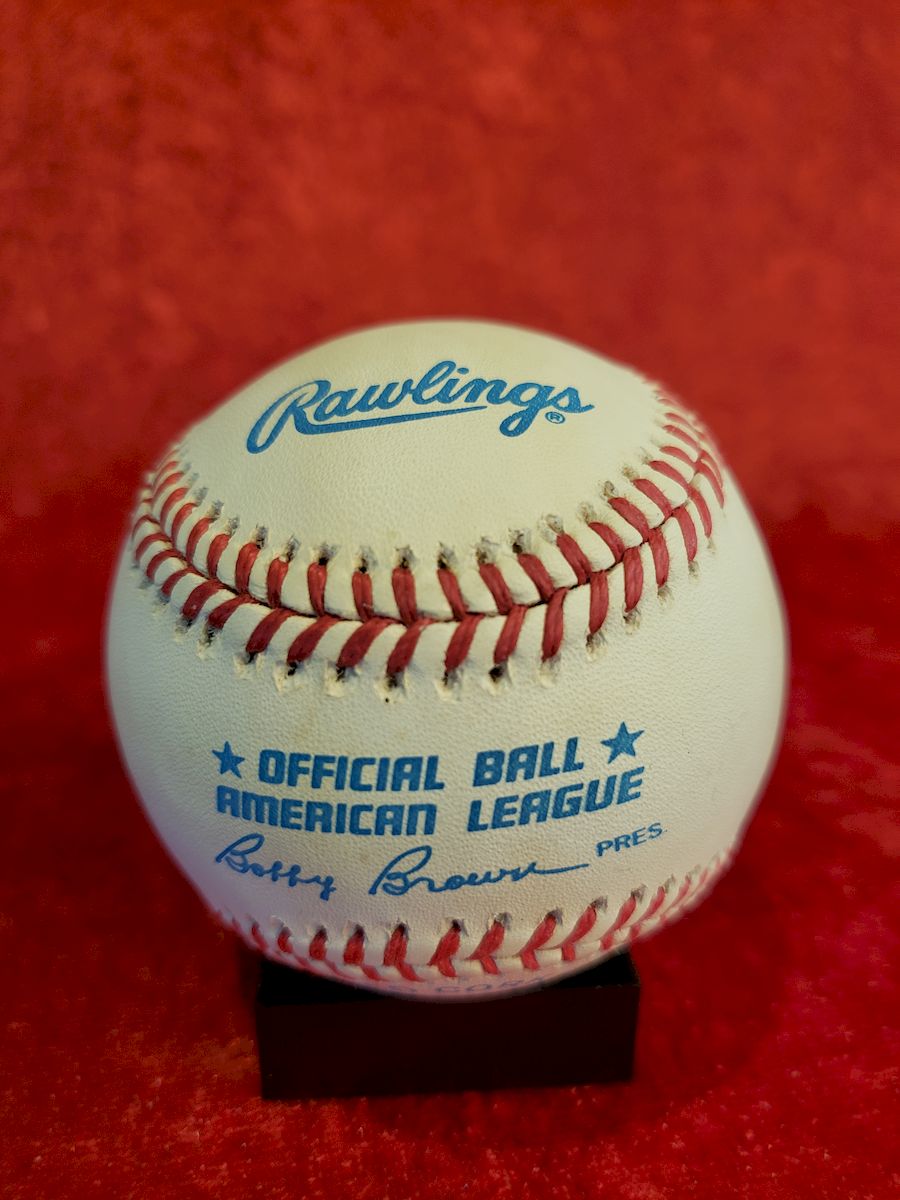 Rawlings®
★ OFFICIAL BALL ★
AMERICAN LEAGUE
Bobby Brown PRES.